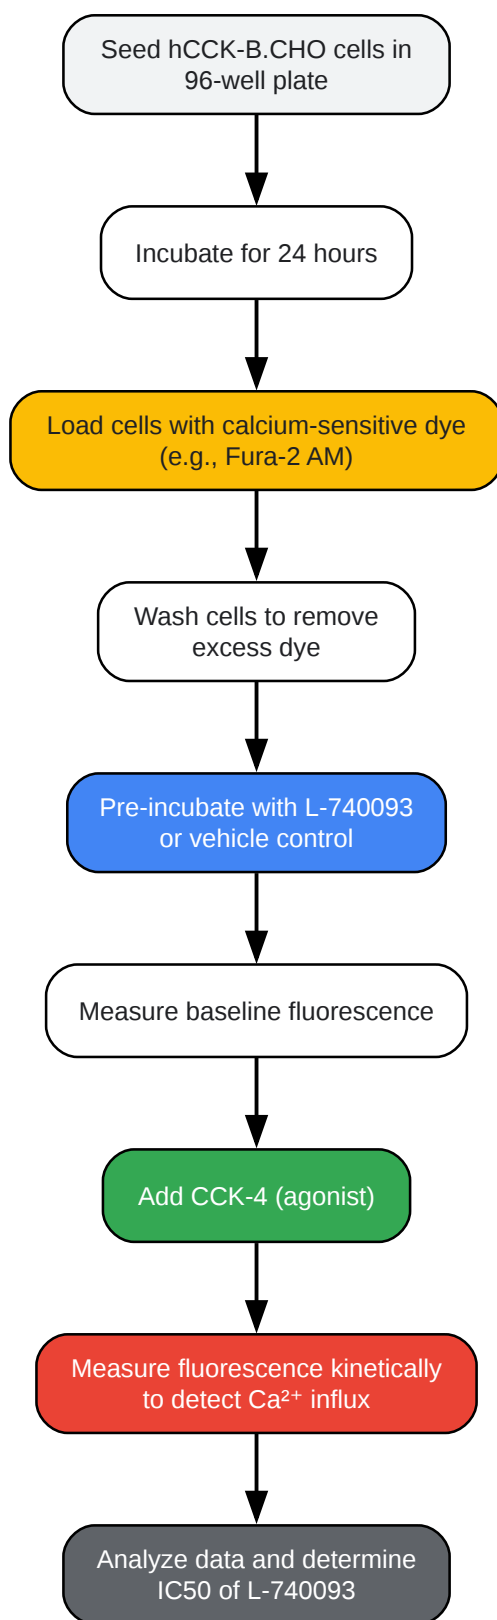 Seed hCCK-B.CHO cells in
96-well plate
Incubate for 24 hours
Load cells with calcium-sensitive dye
(e.g., Fura-2 AM)
Wash cells to remove
excess dye
Pre-incubate with L-740093
or vehicle control
Measure baseline fluorescence
Add CCK-4 (agonist)
Measure fluorescence kinetically
to detect Ca²⁺ influx
Analyze data and determine
IC50 of L-740093